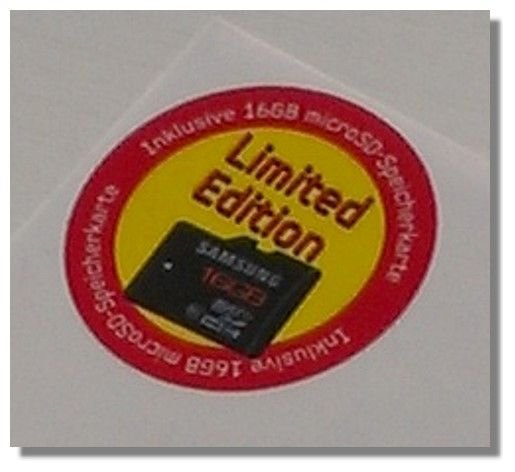 Inklusive 16GB microSD-Speicherkarte
Limited
Edition
SAMSUNG
16GB
Inklusive 16GB microSD-Speicherkarte